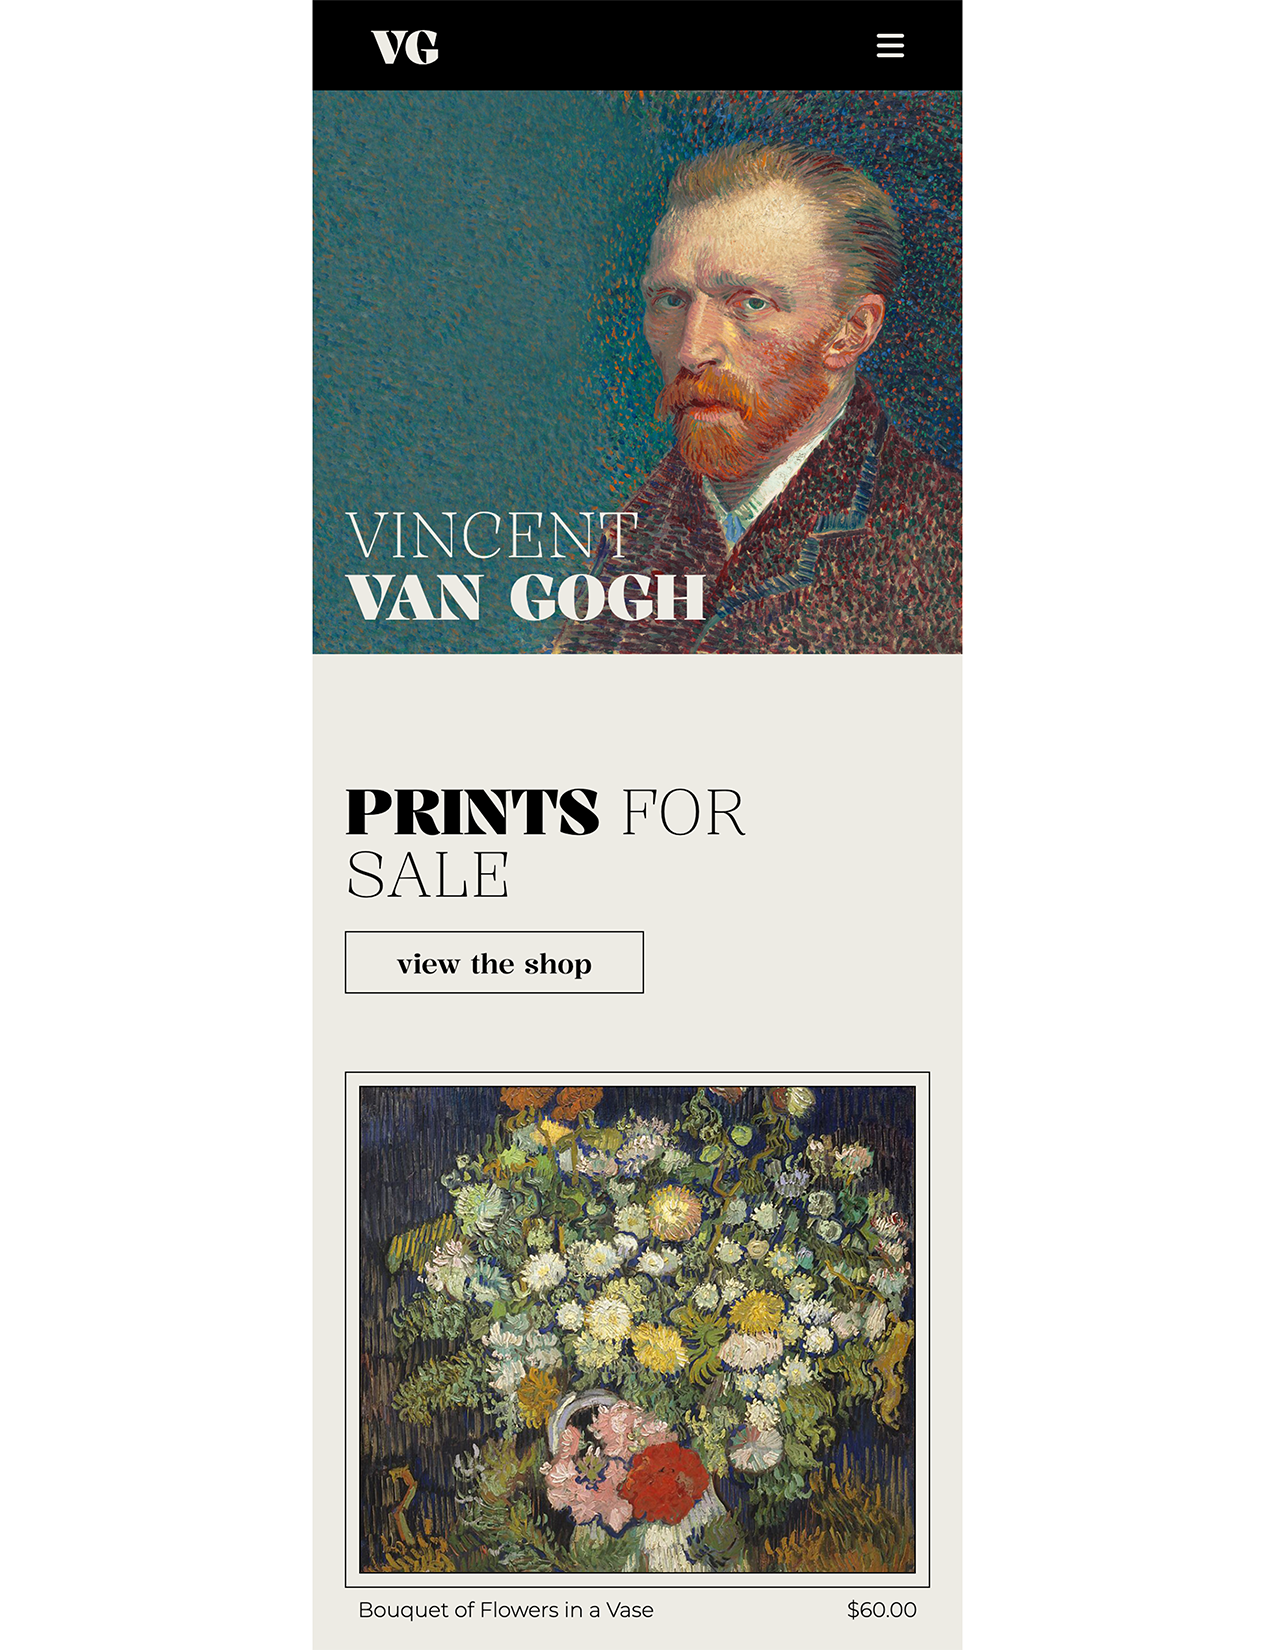 VG
VINCENT
VAN GOGH
PRINTS FOR
SALE
view the shop
Bouquet of Flowers in a Vase $60.00